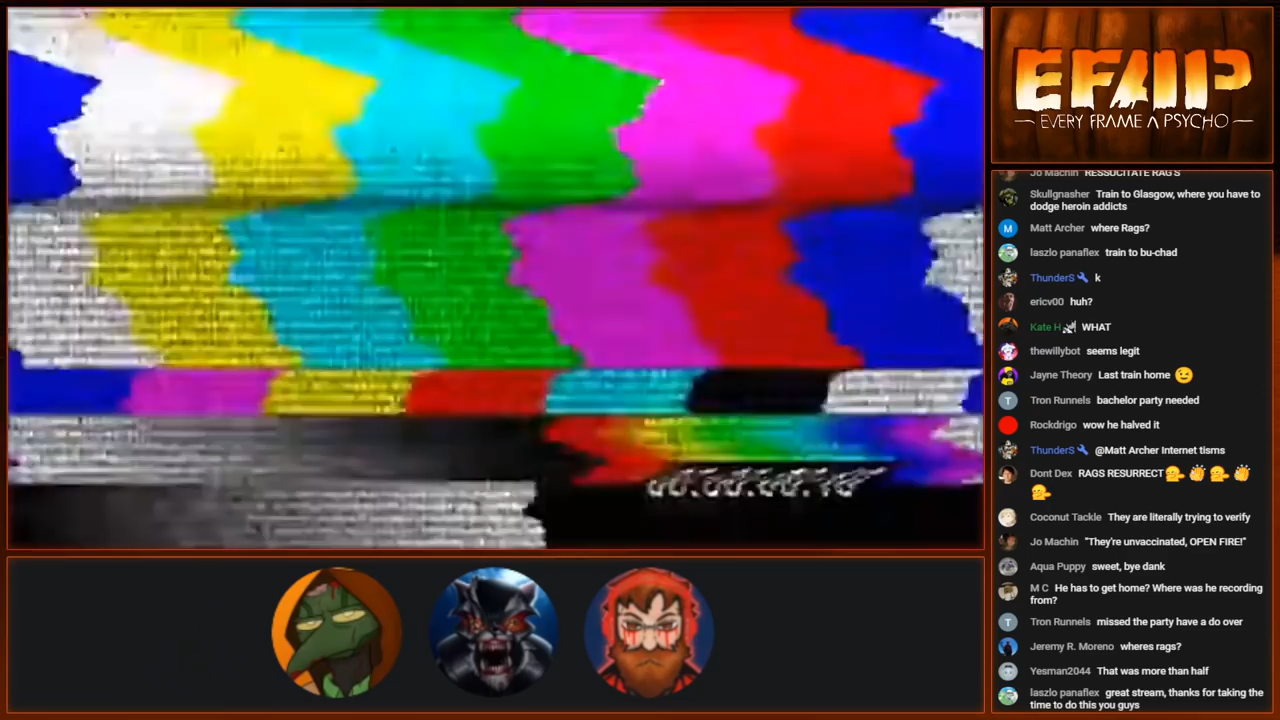 EFAP
EVERY FRAME A PSYCHO
Jo Machin RESSUCITATE RAG'S
Skullgnasher Train to Glasgow, where you have to
dodge heroin addicts
M
Matt Archer where Rags?
laszlo panaflex train to bu-chad
ThunderS k
ericv00 huh?
Kate H WHAT
thewillybot seems legit
Jayne Theory Last train home 😉
T
Tron Runnels bachelor party needed
Rockdrigo wow he halved it
ThunderS @Matt Archer Internet tisms
Dont Dex RAGS RESURRECT
Coconut Tackle They are literally trying to verify
Jo Machin "They're unvaccinated, OPEN FIRE!"
Aqua Puppy sweet, bye dank
M C He has to get home? Where was he recording
from?
T
Tron Runnels missed the party have a do over
Jeremy R. Moreno wheres rags?
Yesman2044 That was more than half
laszlo panaflex great stream, thanks for taking the
time to do this you guys